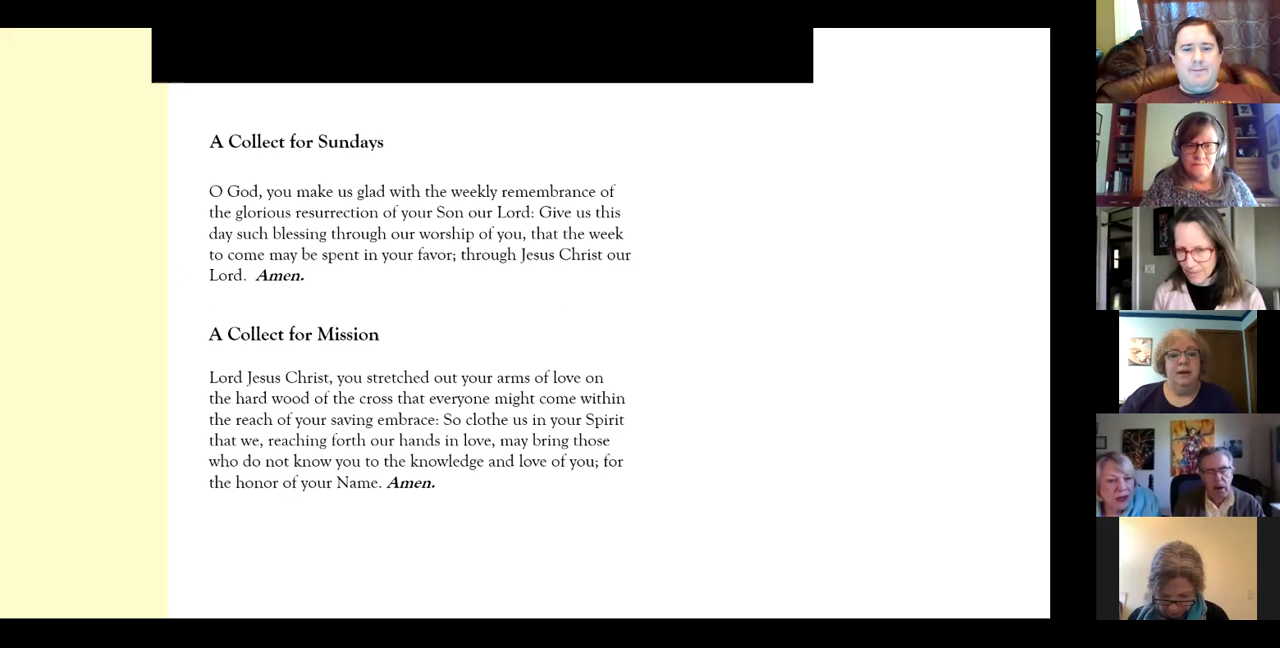 A Collect for Sundays
O God, you make us glad with the weekly remembrance of
the glorious resurrection of your Son our Lord: Give us this
day such blessing through our worship of you, that the week
to come may be spent in your favor; through Jesus Christ our
Lord. Amen.
A Collect for Mission
Lord Jesus Christ, you stretched out your arms of love on
the hard wood of the cross that everyone might come within
the reach of your saving embrace: So clothe us in your Spirit
that we, reaching forth our hands in love, may bring those
who do not know you to the knowledge and love of you; for
the honor of your Name. Amen.